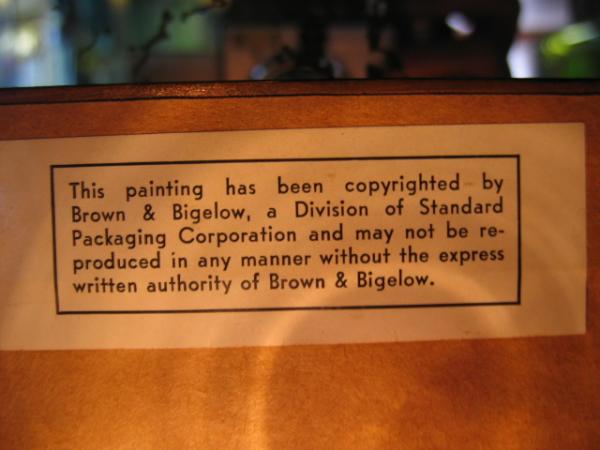 This painting has been copyrighted by
Brown & Bigelow, a Division of Standard
Packaging Corporation and may not be re-
produced in any manner without the express
written authority of Brown & Bigelow.